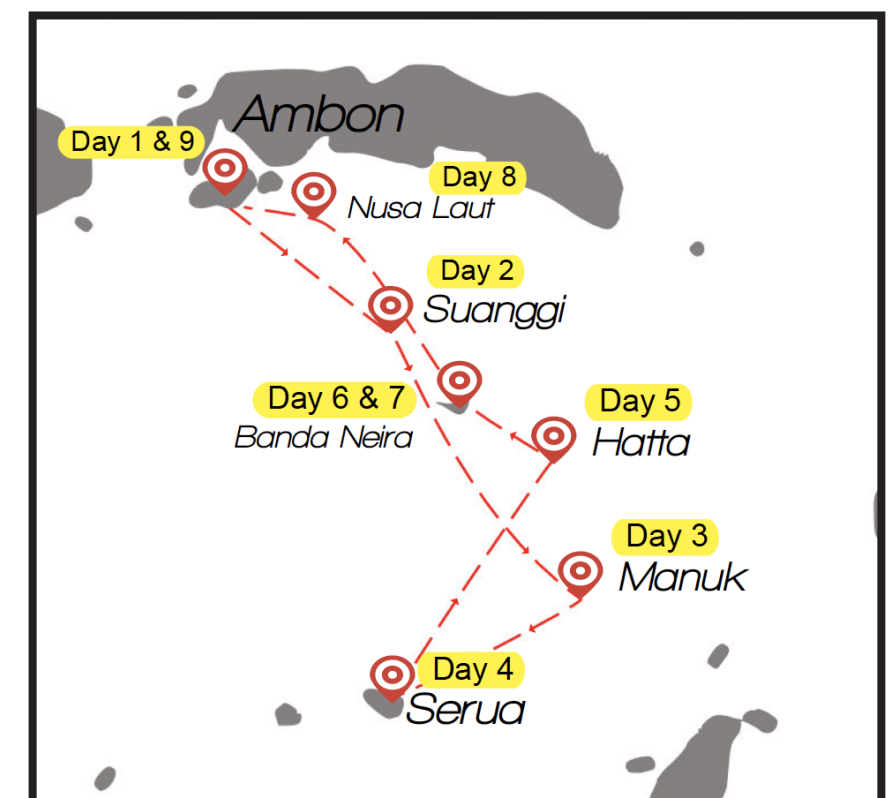 Ambon
Day 1 & 9
Day 8
Nusa Laut
Day 2
Suanggi
Day 6 & 7
Banda Neira
Day 5
Hatta
Day 3
Manuk
Day 4
Serua